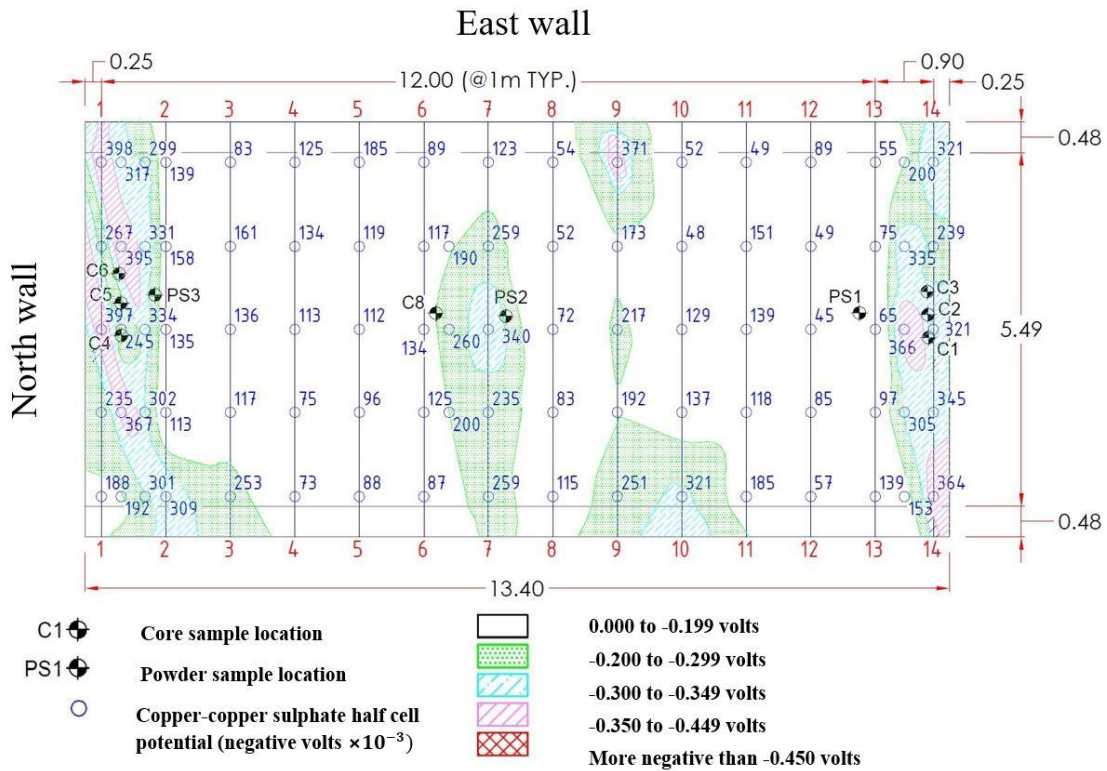 East wall
0.25
12.00 (@1m TYP.)
0.90
0.25
1 2 3 4 5 6 7 8 9 10 11 12 13 14
398 299 83 125 185 89 123 54 371 52 49 89 55 321
317 139 200
0.48
267 331 161 134 119 117 259 52 173 48 151 49 75 239
395 158 190 335
C6
C5 PS3 C8 PS2 PS1 C3
C2
397 334 136 113 112 72 217 129 139 45 65 321
C4 245 135 134 260 340 366 C1
5.49
North wall
235 302 117 75 96 125 235 83 192 137 118 85 97 345
367 113 200 305
188 301 253 73 88 87 259 115 251 321 185 57 139 364
192 309 153
0.48
1 2 3 4 5 6 7 8 9 10 11 12 13 14
13.40
C1 Core sample location
PS1 Powder sample location
Copper-copper sulphate half cell
potential (negative volts ×10⁻³)
0.000 to -0.199 volts
-0.200 to -0.299 volts
-0.300 to -0.349 volts
-0.350 to -0.449 volts
More negative than -0.450 volts